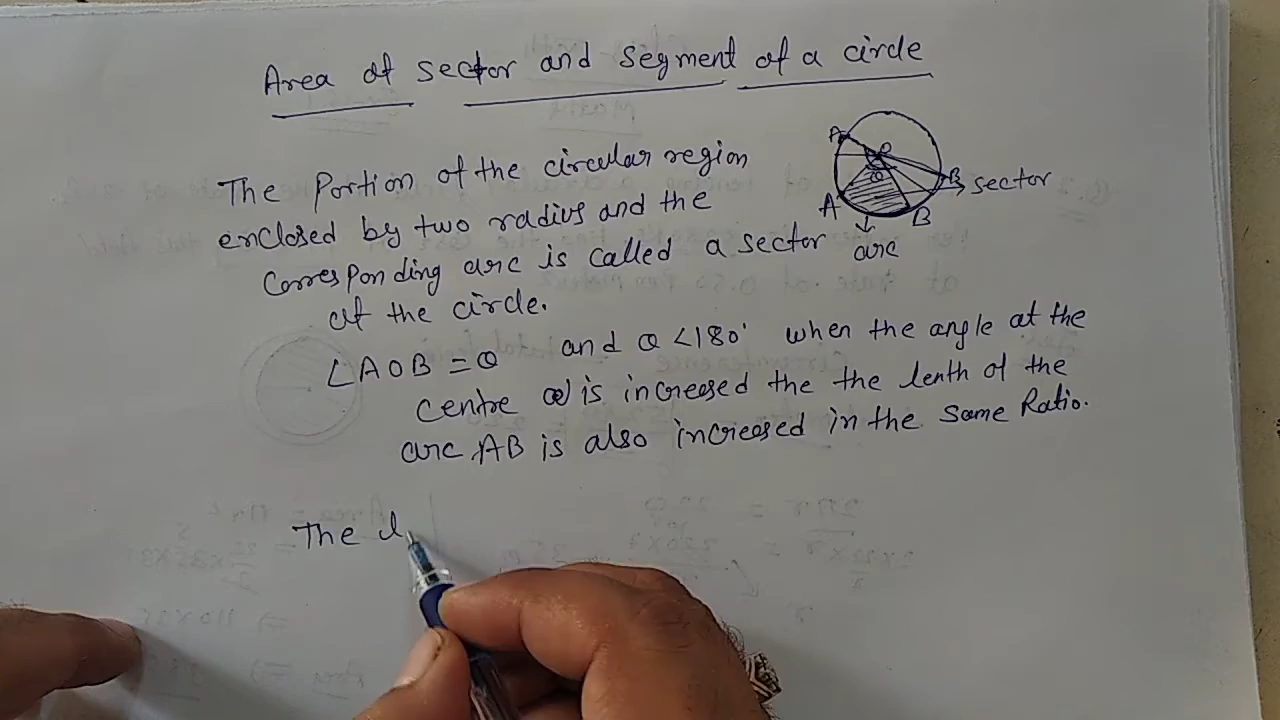 Area of sector and segment of a circle
The Portion of the circular region
enclosed by two radius and the
Corresponding arc is called a sector
of the circle.
A
O
B
sector
A
B
arc
∠AOB = θ and θ <180° when the angle at the
Centre (θ) is increased the the lenth of the
arc AB is also increased in the Same Ratio.
The